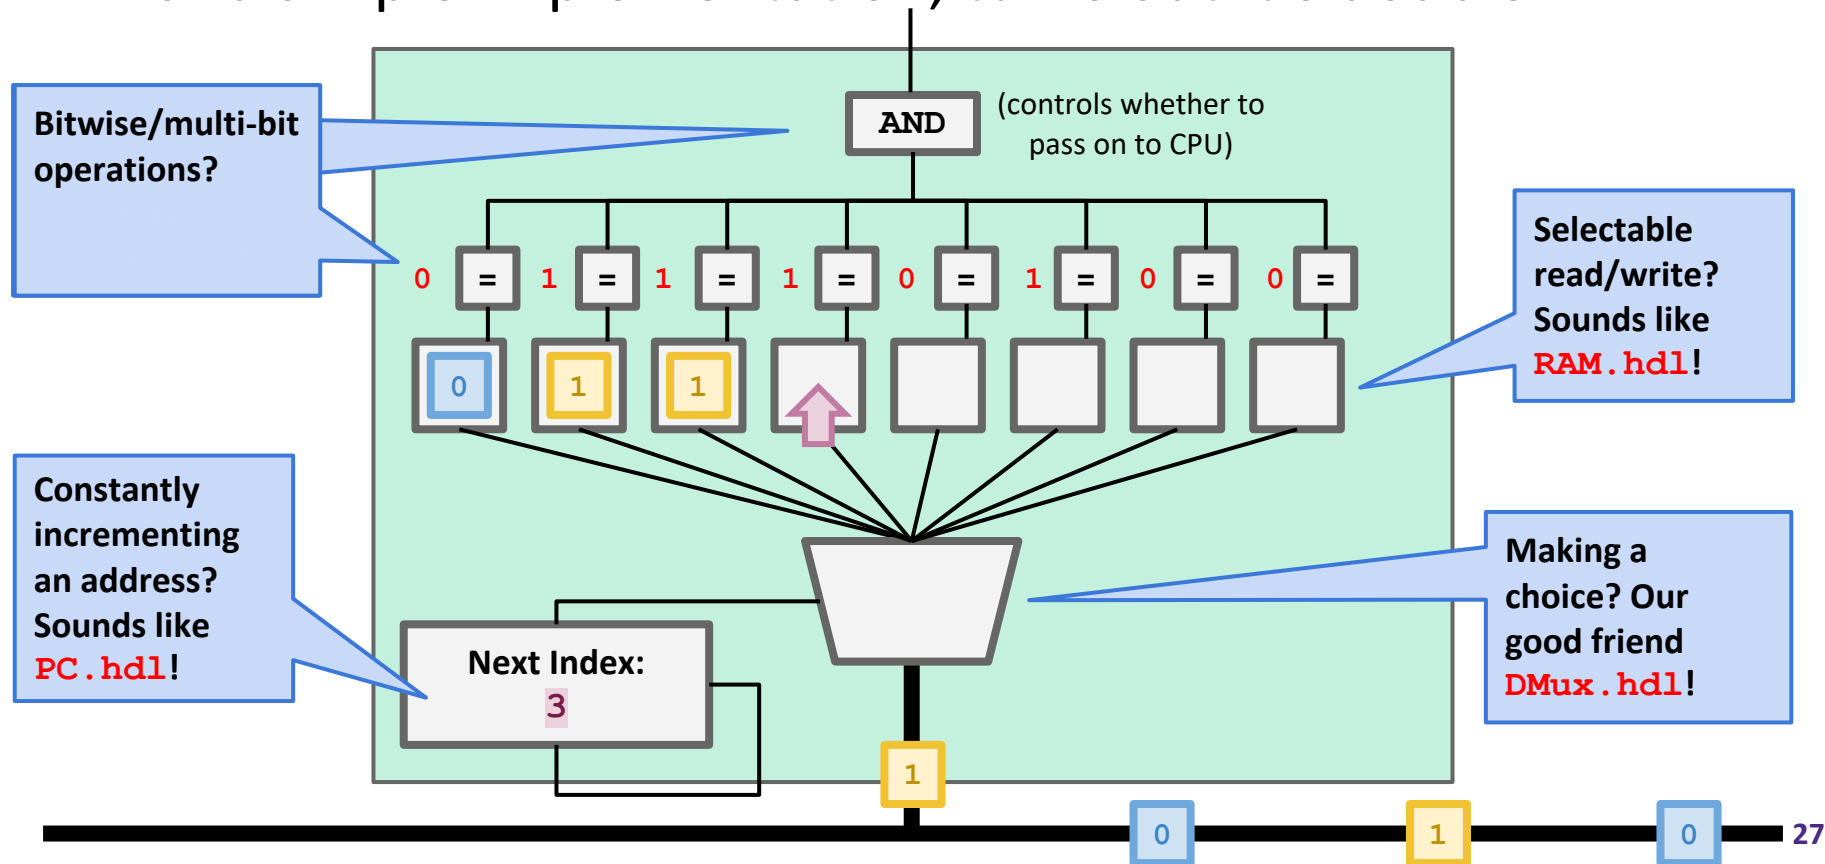 AND
(controls whether to
pass on to CPU)
Bitwise/multi-bit
operations?
Selectable
read/write?
Sounds like
RAM.hdl!
0 = 1 = 1 = 1 = 0 = 1 = 0 = 0 =
0 1 1
Constantly
incrementing
an address?
Sounds like
PC.hdl!
Making a
choice? Our
good friend
DMux.hdl!
Next Index:
3
1
0 1 0
27